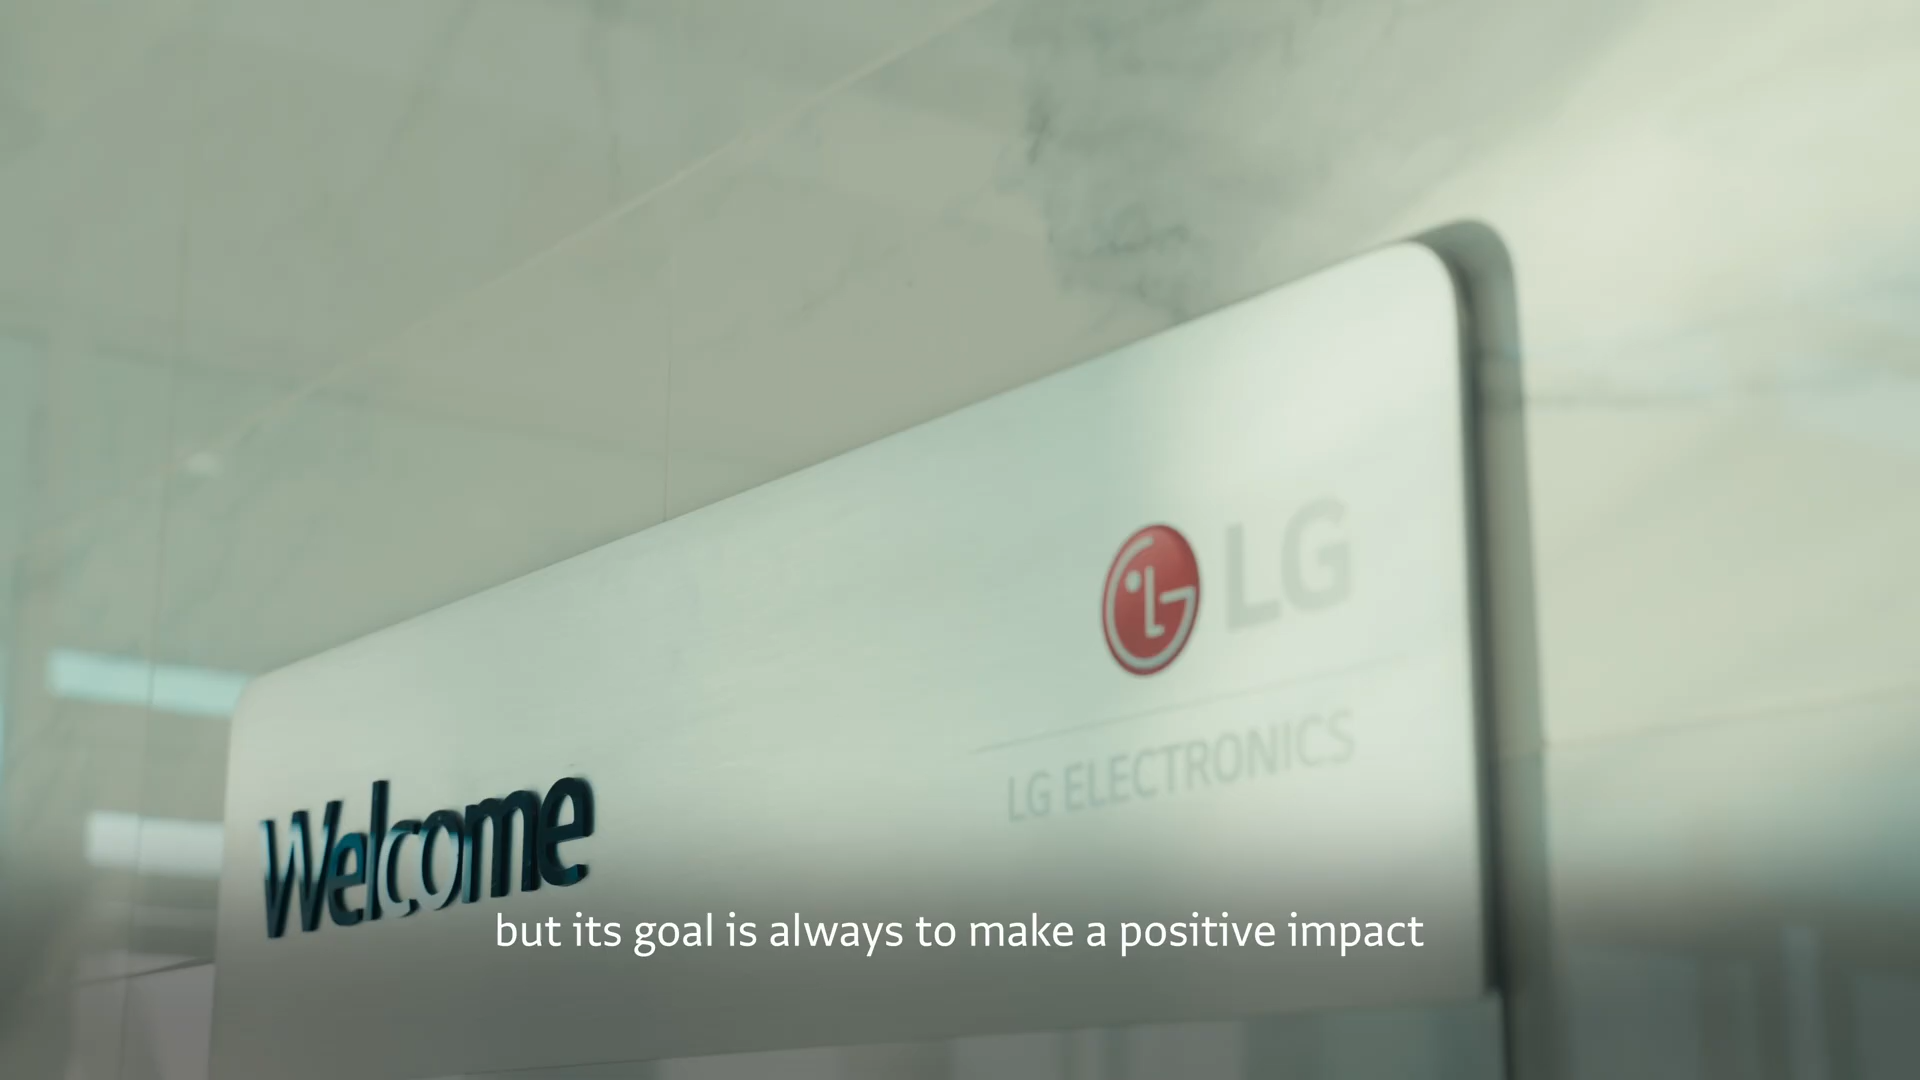 LG
LG ELECTRONICS
Welcome
but its goal is always to make a positive impact